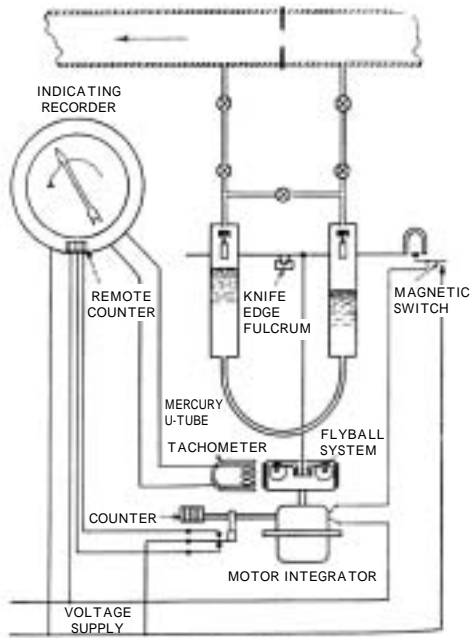 INDICATING
RECORDER
REMOTE
COUNTER
KNIFE
EDGE
FULCRUM
MAGNETIC
SWITCH
MERCURY
U-TUBE
TACHOMETER
FLYBALL
SYSTEM
COUNTER
MOTOR INTEGRATOR
VOLTAGE
SUPPLY